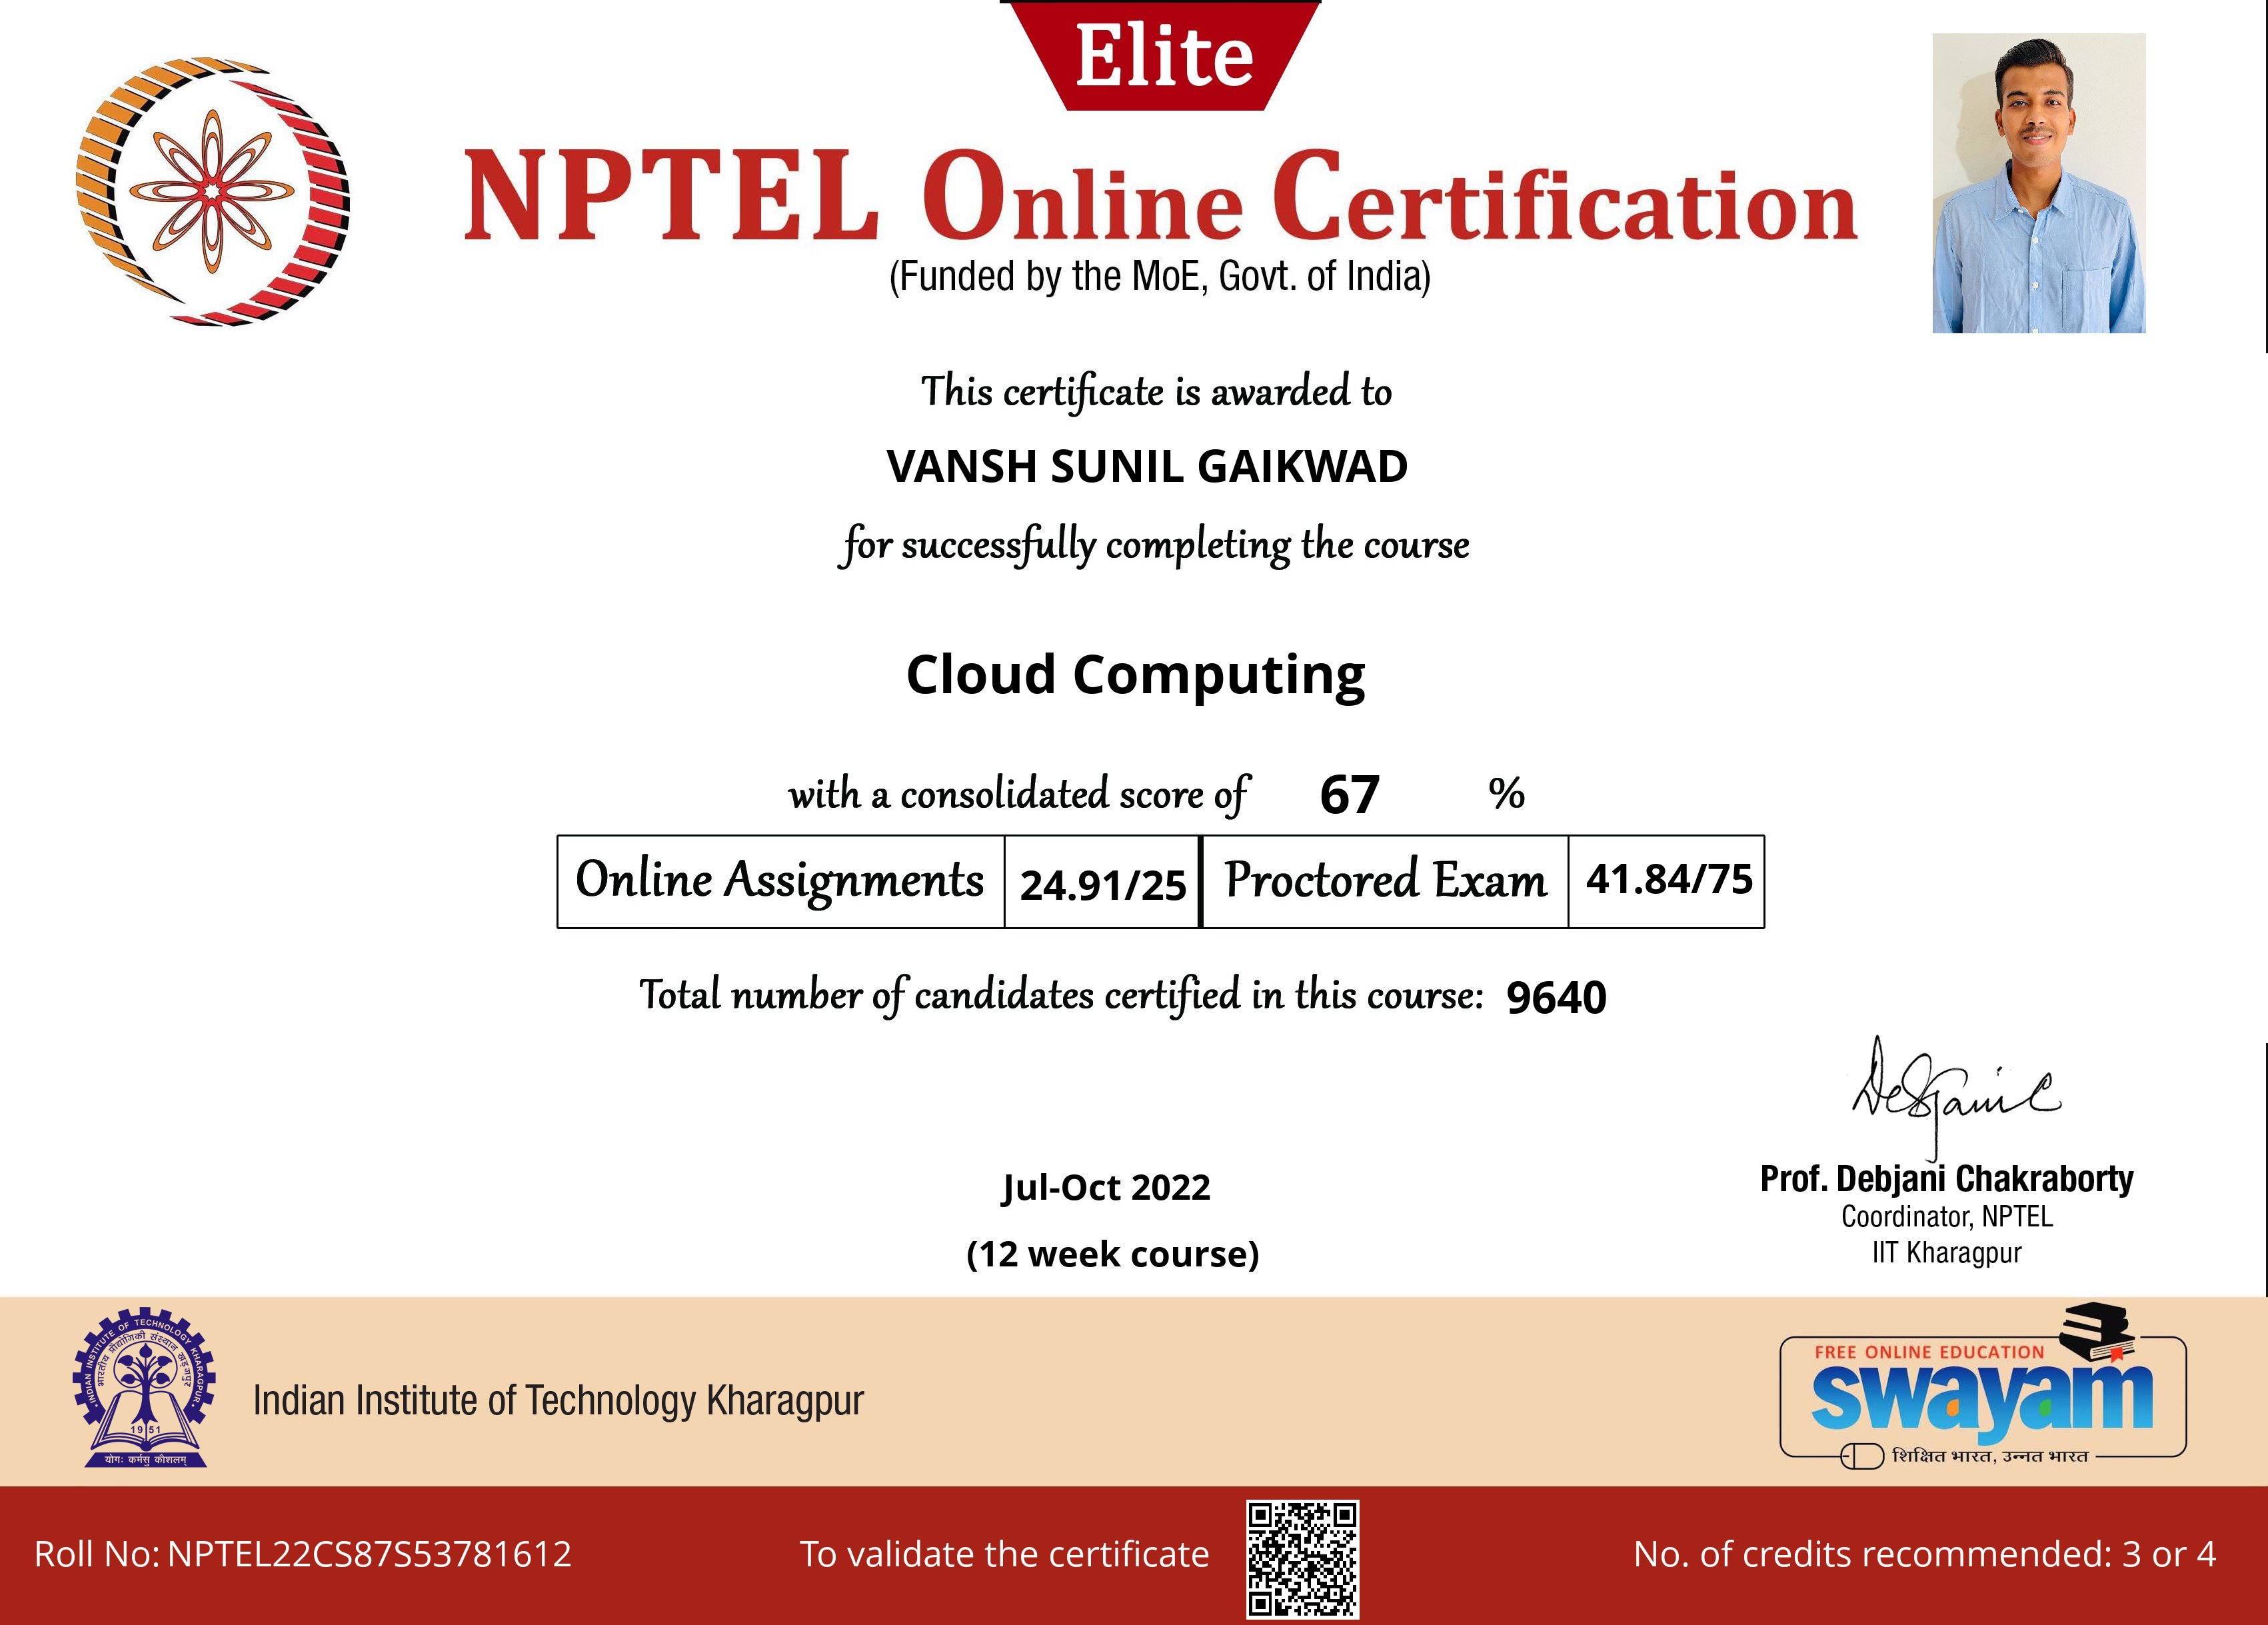 Elite
NPTEL Online Certification
(Funded by the MoE, Govt. of India)
This certificate is awarded to
VANSH SUNIL GAIKWAD
for successfully completing the course
Cloud Computing
with a consolidated score of 67 %
Online Assignments 24.91/25 Proctored Exam 41.84/75
Total number of candidates certified in this course: 9640
Jul-Oct 2022
(12 week course)
Prof. Debjani Chakraborty
Coordinator, NPTEL
IIT Kharagpur
INDIAN INSTITUTE OF TECHNOLOGY KHARAGPUR
भारतीय प्रौद्योगिकी संस्थान खड़गपुर
1951
योगः कर्मसु कौशलम्
Indian Institute of Technology Kharagpur
FREE ONLINE EDUCATION
swayam
शिक्षित भारत, उन्नत भारत
Roll No: NPTEL22CS87S53781612
To validate the certificate
No. of credits recommended: 3 or 4